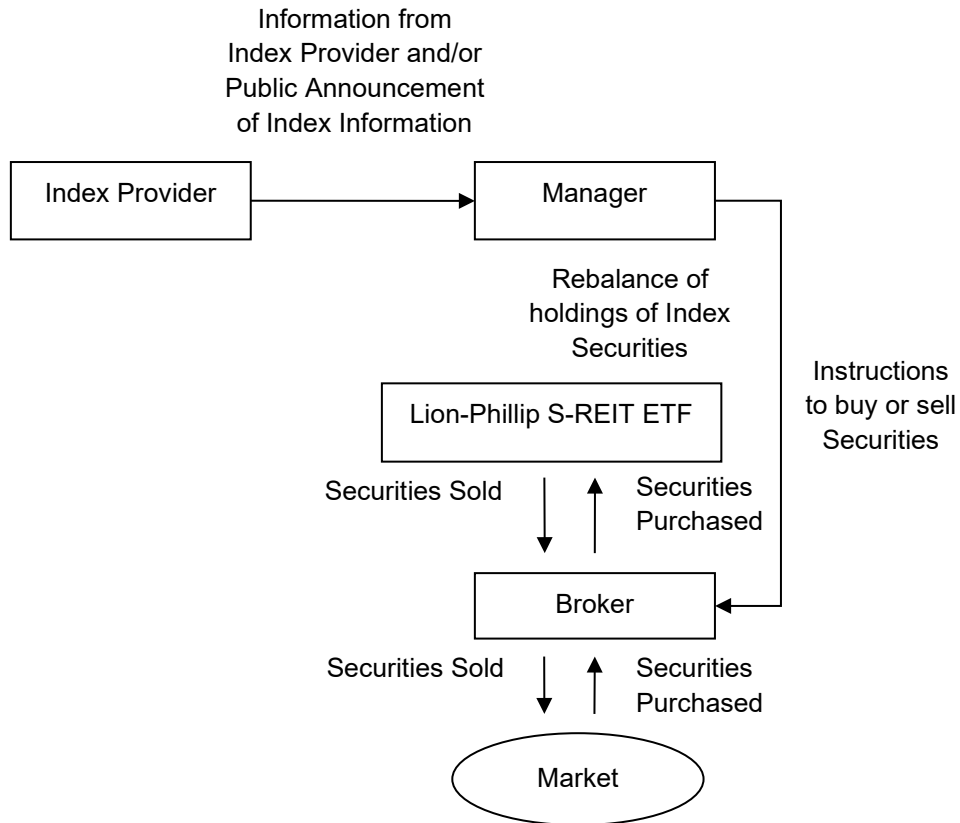 Information from
Index Provider and/or
Public Announcement
of Index Information
Index Provider
Manager
Rebalance of
holdings of Index
Securities
Instructions
to buy or sell
Securities
Lion-Phillip S-REIT ETF
Securities Sold
Securities
Purchased
Broker
Securities Sold
Securities
Purchased
Market